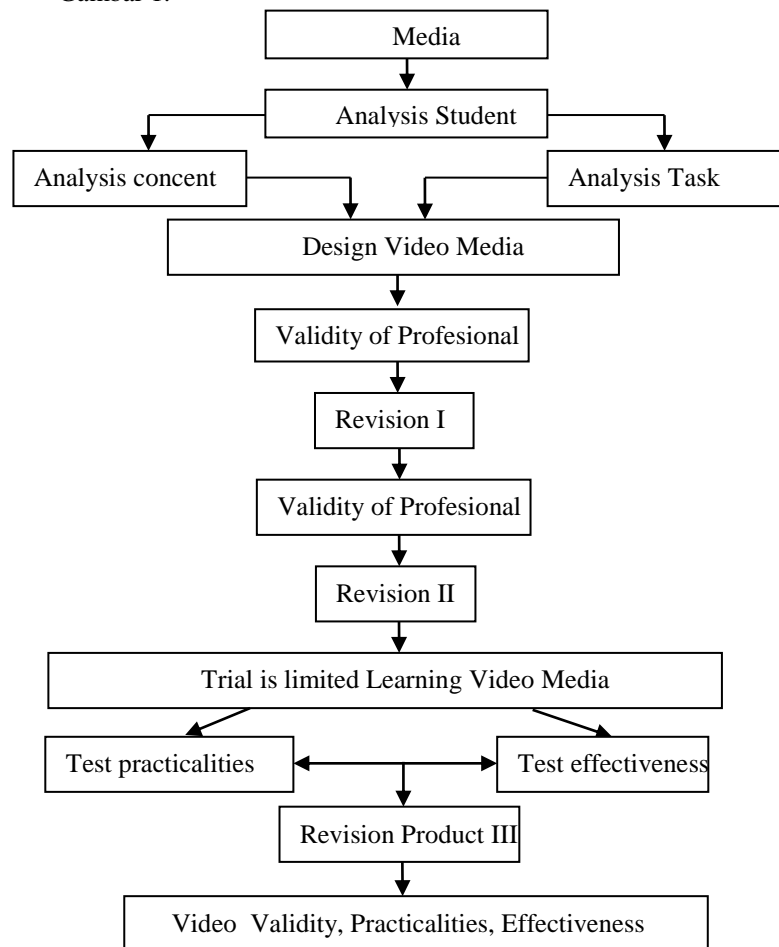 Gambar 1.
Media
Analysis Student
Analysis concent
Analysis Task
Design Video Media
Validity of Profesional
Revision I
Validity of Profesional
Revision II
Trial is limited Learning Video Media
Test practicalities
Test effectiveness
Revision Product III
Video Validity, Practicalities, Effectiveness